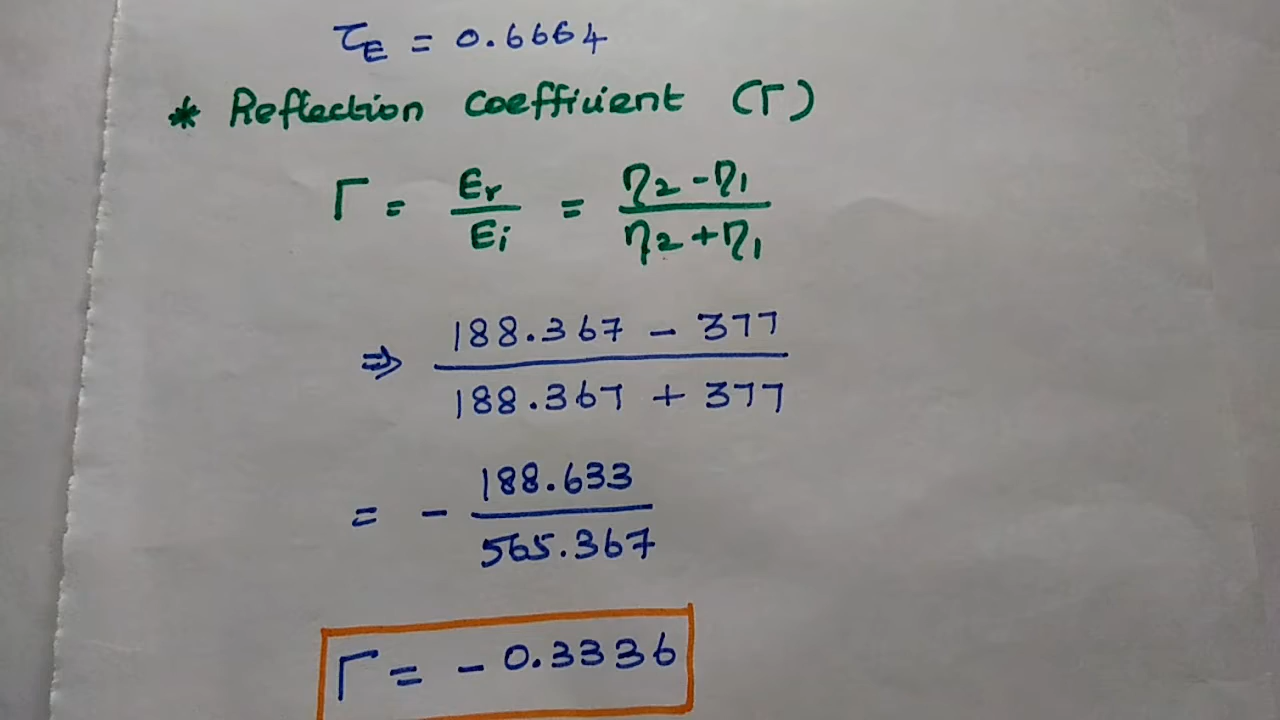 τE = 0.6664
* Reflection coefficient (Γ)
Γ = Er/Ei = η2-η1/η2+η1
⇒ 188.367 - 377/188.367 + 377
= - 188.633/565.367
Γ = - 0.3336